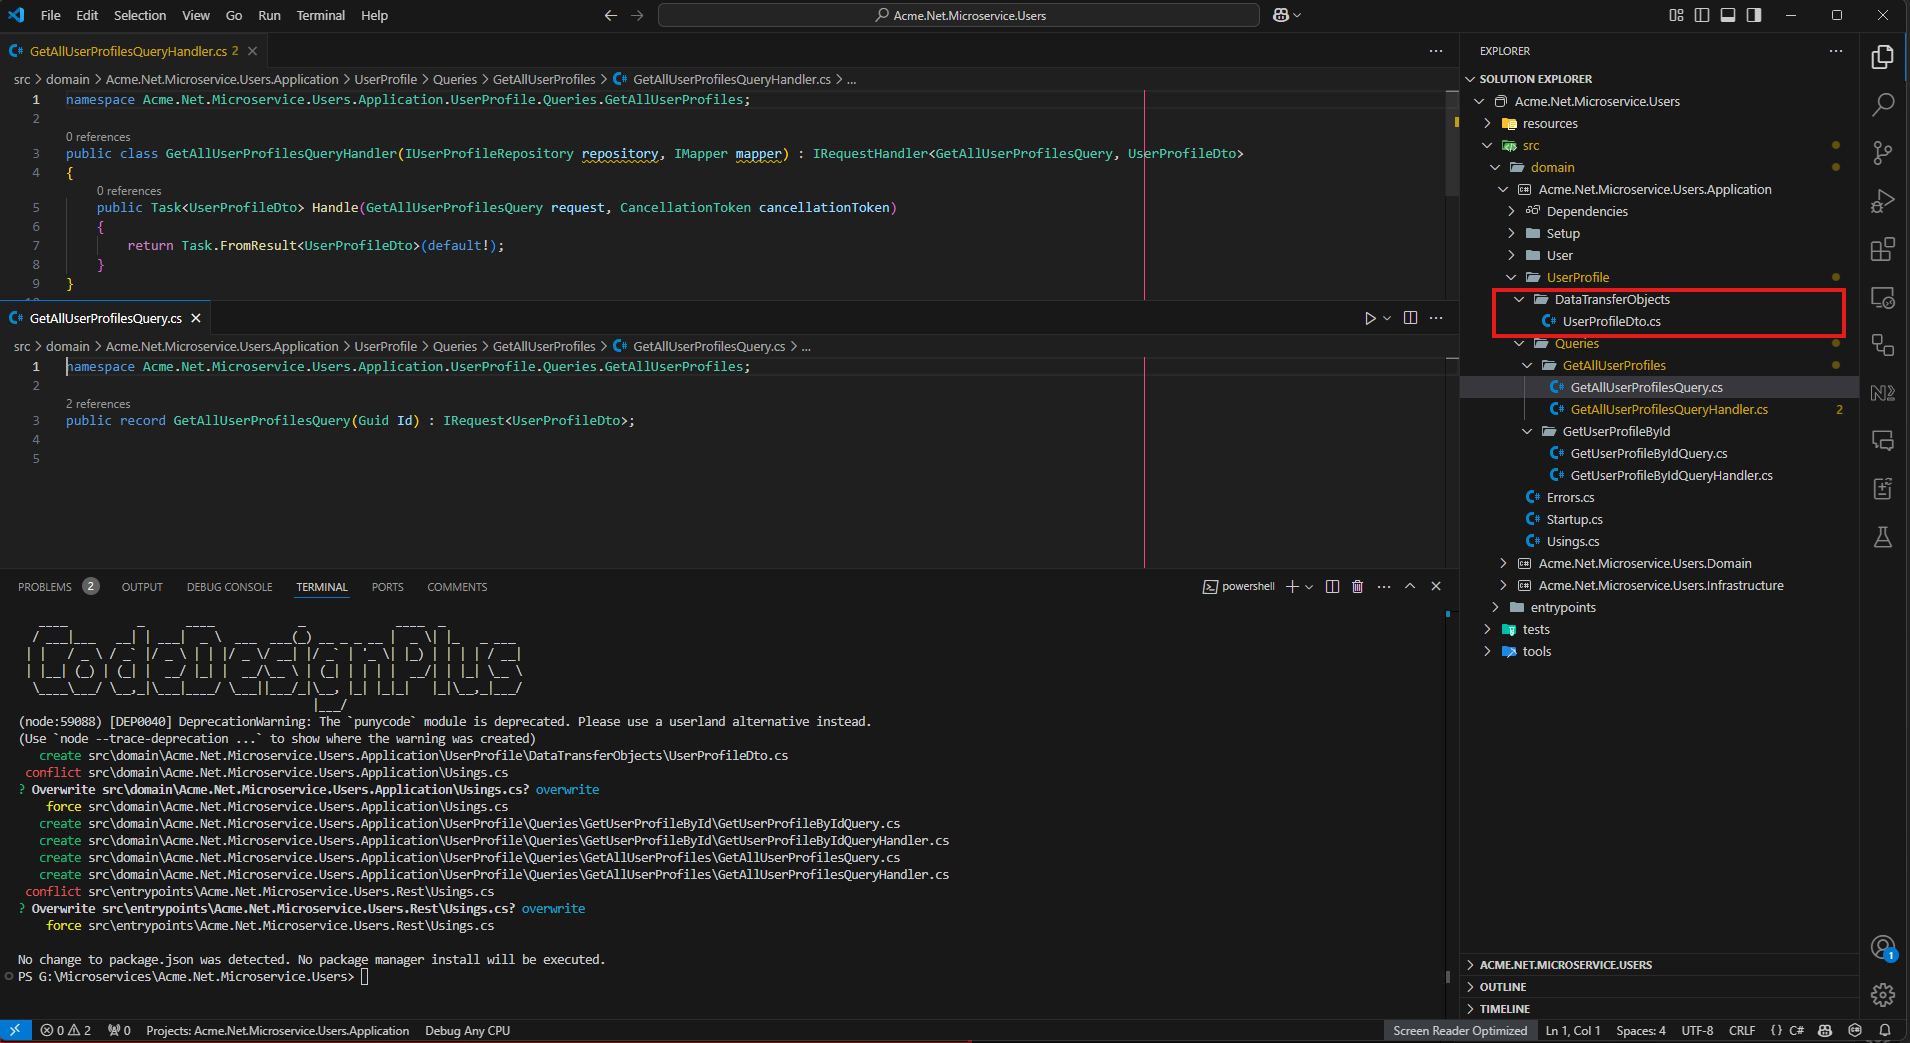 File Edit Selection View Go Run Terminal Help
Acme.Net.Microservice.Users
GetAllUserProfilesQueryHandler.cs 2
src > domain > Acme.Net.Microservice.Users.Application > UserProfile > Queries > GetAllUserProfiles > GetAllUserProfilesQueryHandler.cs > ...
1 namespace Acme.Net.Microservice.Users.Application.UserProfile.Queries.GetAllUserProfiles;
2
0 references
3 public class GetAllUserProfilesQueryHandler(IUserProfileRepository repository, IMapper mapper) : IRequestHandler<GetAllUserProfilesQuery, UserProfileDto>
4 {
0 references
5 public Task<UserProfileDto> Handle(GetAllUserProfilesQuery request, CancellationToken cancellationToken)
6 {
7 return Task.FromResult<UserProfileDto>(default!);
8 }
9 }
GetAllUserProfilesQuery.cs
src > domain > Acme.Net.Microservice.Users.Application > UserProfile > Queries > GetAllUserProfiles > GetAllUserProfilesQuery.cs > ...
1 namespace Acme.Net.Microservice.Users.Application.UserProfile.Queries.GetAllUserProfiles;
2
2 references
3 public record GetAllUserProfilesQuery(Guid Id) : IRequest<UserProfileDto>;
4
5
PROBLEMS 2 OUTPUT DEBUG CONSOLE TERMINAL PORTS COMMENTS
powershell
CodeDesignPlus
(node:59088) [DEP0040] DeprecationWarning: The `punycode` module is deprecated. Please use a userland alternative instead.
(Use `node --trace-deprecation ...` to show where the warning was created)
create src\domain\Acme.Net.Microservice.Users.Application\UserProfile\DataTransferObjects\UserProfileDto.cs
conflict src\domain\Acme.Net.Microservice.Users.Application\Usings.cs
? Overwrite src\domain\Acme.Net.Microservice.Users.Application\Usings.cs? overwrite
force src\domain\Acme.Net.Microservice.Users.Application\Usings.cs
create src\domain\Acme.Net.Microservice.Users.Application\UserProfile\Queries\GetUserProfileById\GetUserProfileByIdQuery.cs
create src\domain\Acme.Net.Microservice.Users.Application\UserProfile\Queries\GetUserProfileById\GetUserProfileByIdQueryHandler.cs
create src\domain\Acme.Net.Microservice.Users.Application\UserProfile\Queries\GetAllUserProfiles\GetAllUserProfilesQuery.cs
create src\domain\Acme.Net.Microservice.Users.Application\UserProfile\Queries\GetAllUserProfiles\GetAllUserProfilesQueryHandler.cs
conflict src\entrypoints\Acme.Net.Microservice.Users.Rest\Usings.cs
? Overwrite src\entrypoints\Acme.Net.Microservice.Users.Rest\Usings.cs? overwrite
force src\entrypoints\Acme.Net.Microservice.Users.Rest\Usings.cs
No change to package.json was detected. No package manager install will be executed.
PS G:\Microservices\Acme.Net.Microservice.Users>
EXPLORER
SOLUTION EXPLORER
Acme.Net.Microservice.Users
resources
src
domain
Acme.Net.Microservice.Users.Application
Dependencies
Setup
User
UserProfile
DataTransferObjects
UserProfileDto.cs
Queries
GetAllUserProfiles
GetAllUserProfilesQuery.cs
GetAllUserProfilesQueryHandler.cs 2
GetUserProfileById
GetUserProfileByIdQuery.cs
GetUserProfileByIdQueryHandler.cs
Errors.cs
Startup.cs
Usings.cs
Acme.Net.Microservice.Users.Domain
Acme.Net.Microservice.Users.Infrastructure
entrypoints
tests
tools
ACME.NET.MICROSERVICE.USERS
OUTLINE
TIMELINE
1
0 2 0 Projects: Acme.Net.Microservice.Users.Application Debug Any CPU
Screen Reader Optimized Ln 1, Col 1 Spaces: 4 UTF-8 CRLF {} C#